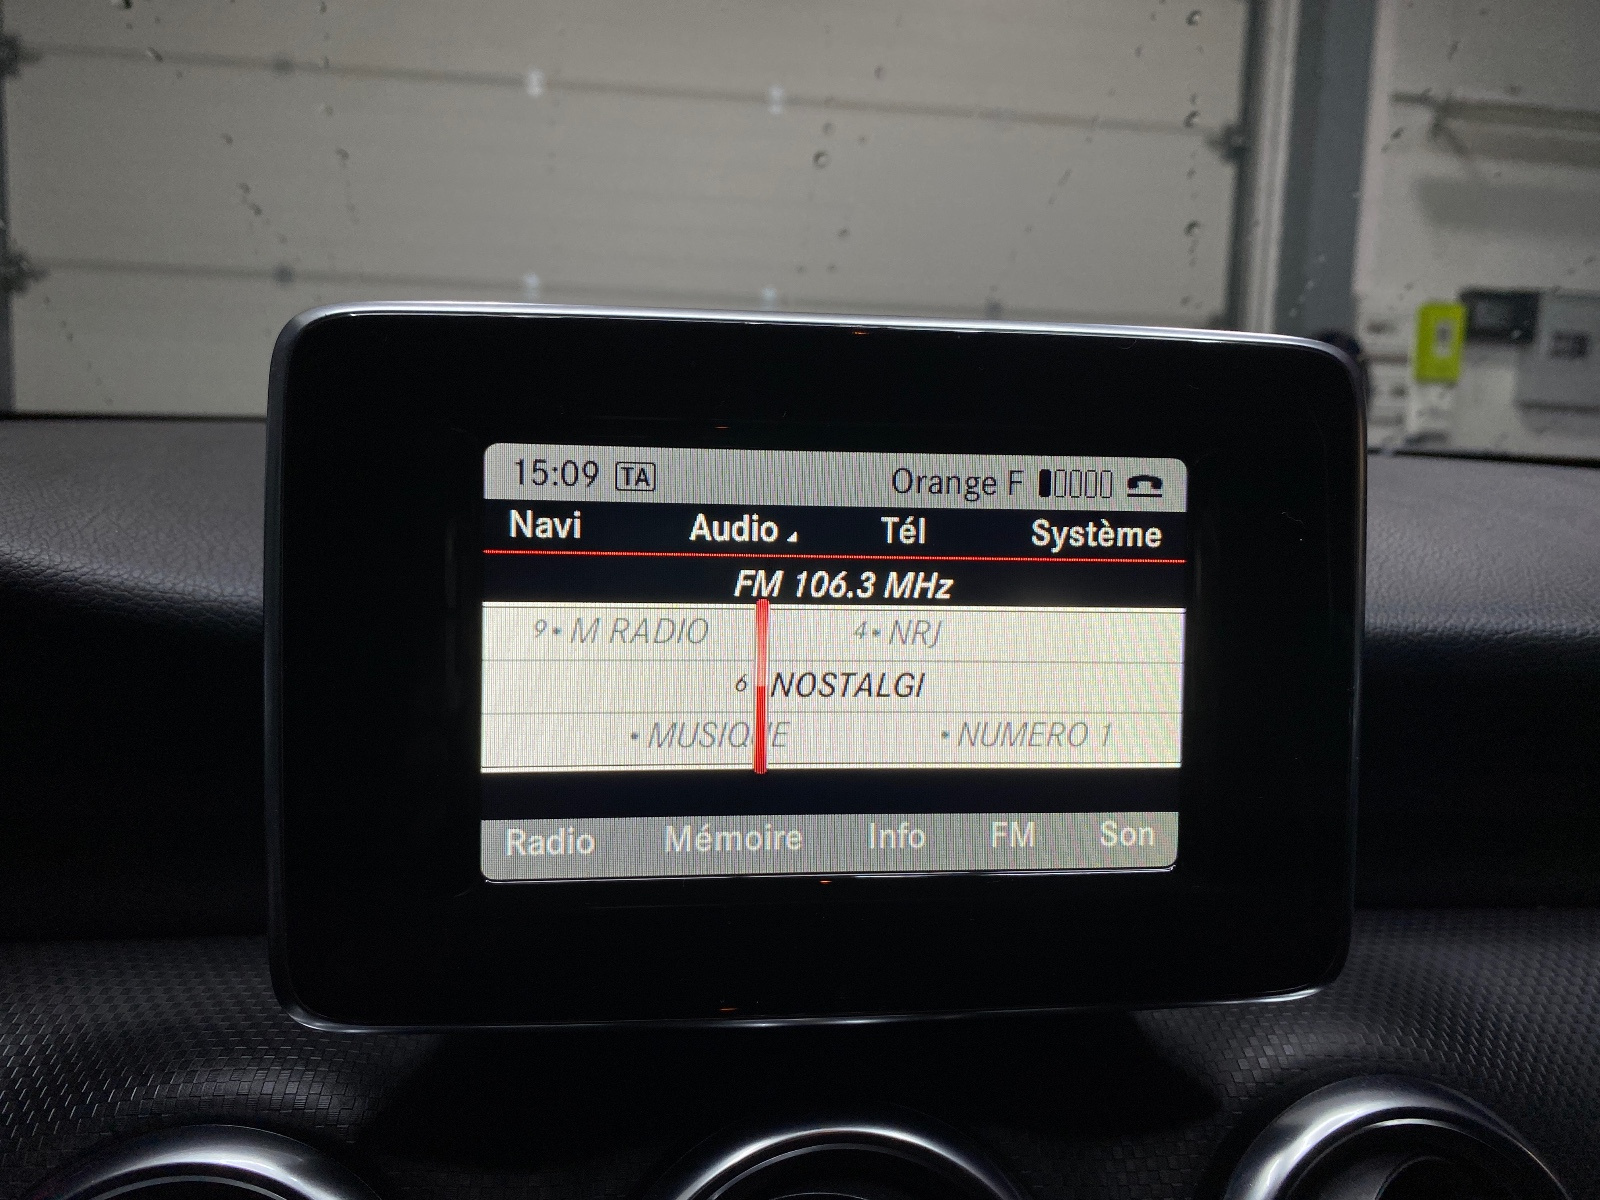 15:09 TA Orange F
Navi Audio Tél Système
FM 106.3 MHz
9• M RADIO 4• NRJ
6 NOSTALGI
• MUSIQUE • NUMERO 1
Radio Mémoire Info FM Son